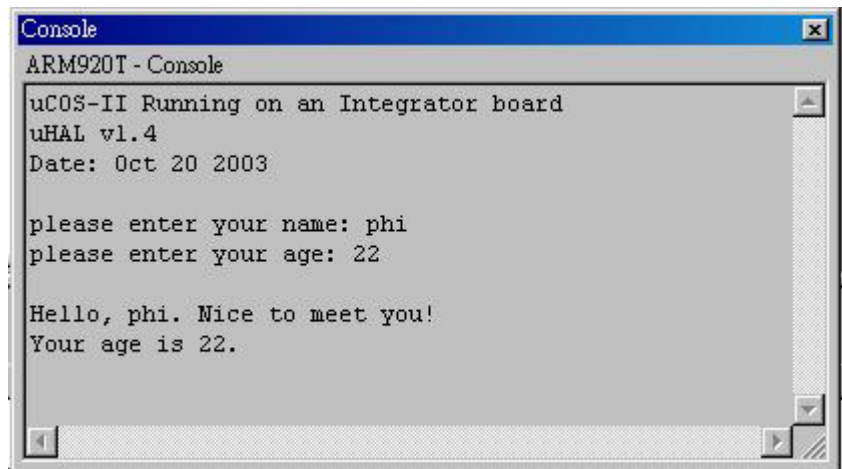 Console
ARM920T - Console
uCOS-II Running on an Integrator board
uHAL v1.4
Date: Oct 20 2003
please enter your name: phi
please enter your age: 22
Hello, phi. Nice to meet you!
Your age is 22.